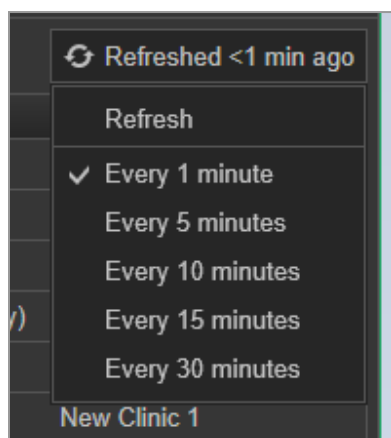 Refreshed <1 min ago
Refresh
Every 1 minute
Every 5 minutes
Every 10 minutes
Every 15 minutes
y)
Every 30 minutes
New Clinic 1